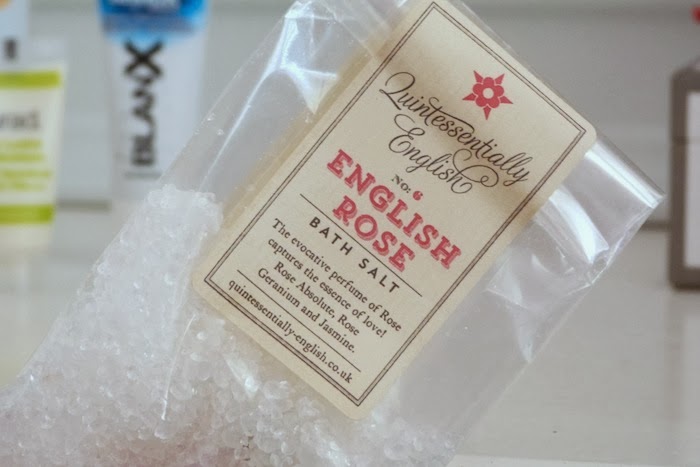 Quintessentially
English
No: 6
ENGLISH
ROSE
BATH SALT
The evocative perfume of Rose
captures the essence of love!
Rose Absolute, Rose
Geranium and Jasmine.
quintessentially-english.co.uk
BLANX